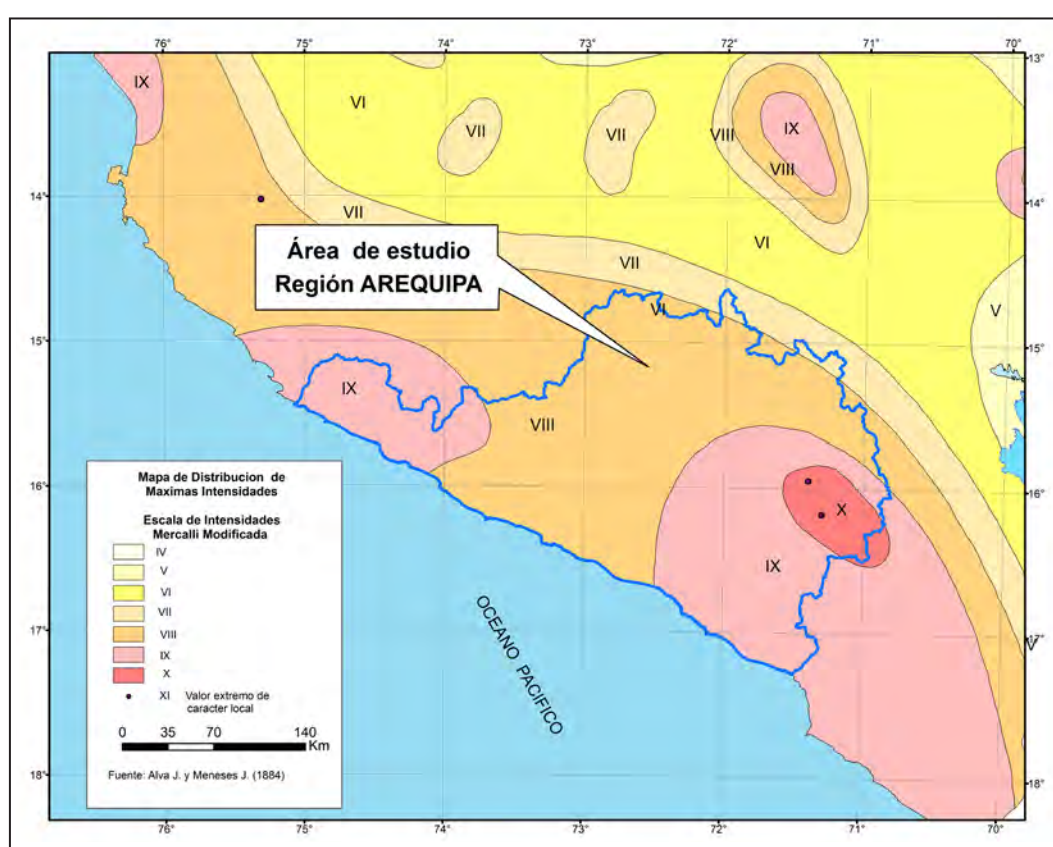 76° 75° 74° 73° 72° 71° 70°
13°
IX
VI
VII
VII
VIII
IX
VIII
14°
14°
VII
VI
Área de estudio
Región AREQUIPA
VII
VI
V
15°
15°
IX
VIII
16°
16°
X
IX
17°
17°
V
18°
18°
OCEANO PACIFICO
Mapa de Distribucion de
Maximas Intensidades
Escala de Intensidades
Mercalli Modificada
IV
V
VI
VII
VIII
IX
X
XI Valor extremo de
caracter local
0 35 70 140
Km
Fuente: Alva J. y Meneses J. (1884)
76° 75° 74° 73° 72° 71° 70°